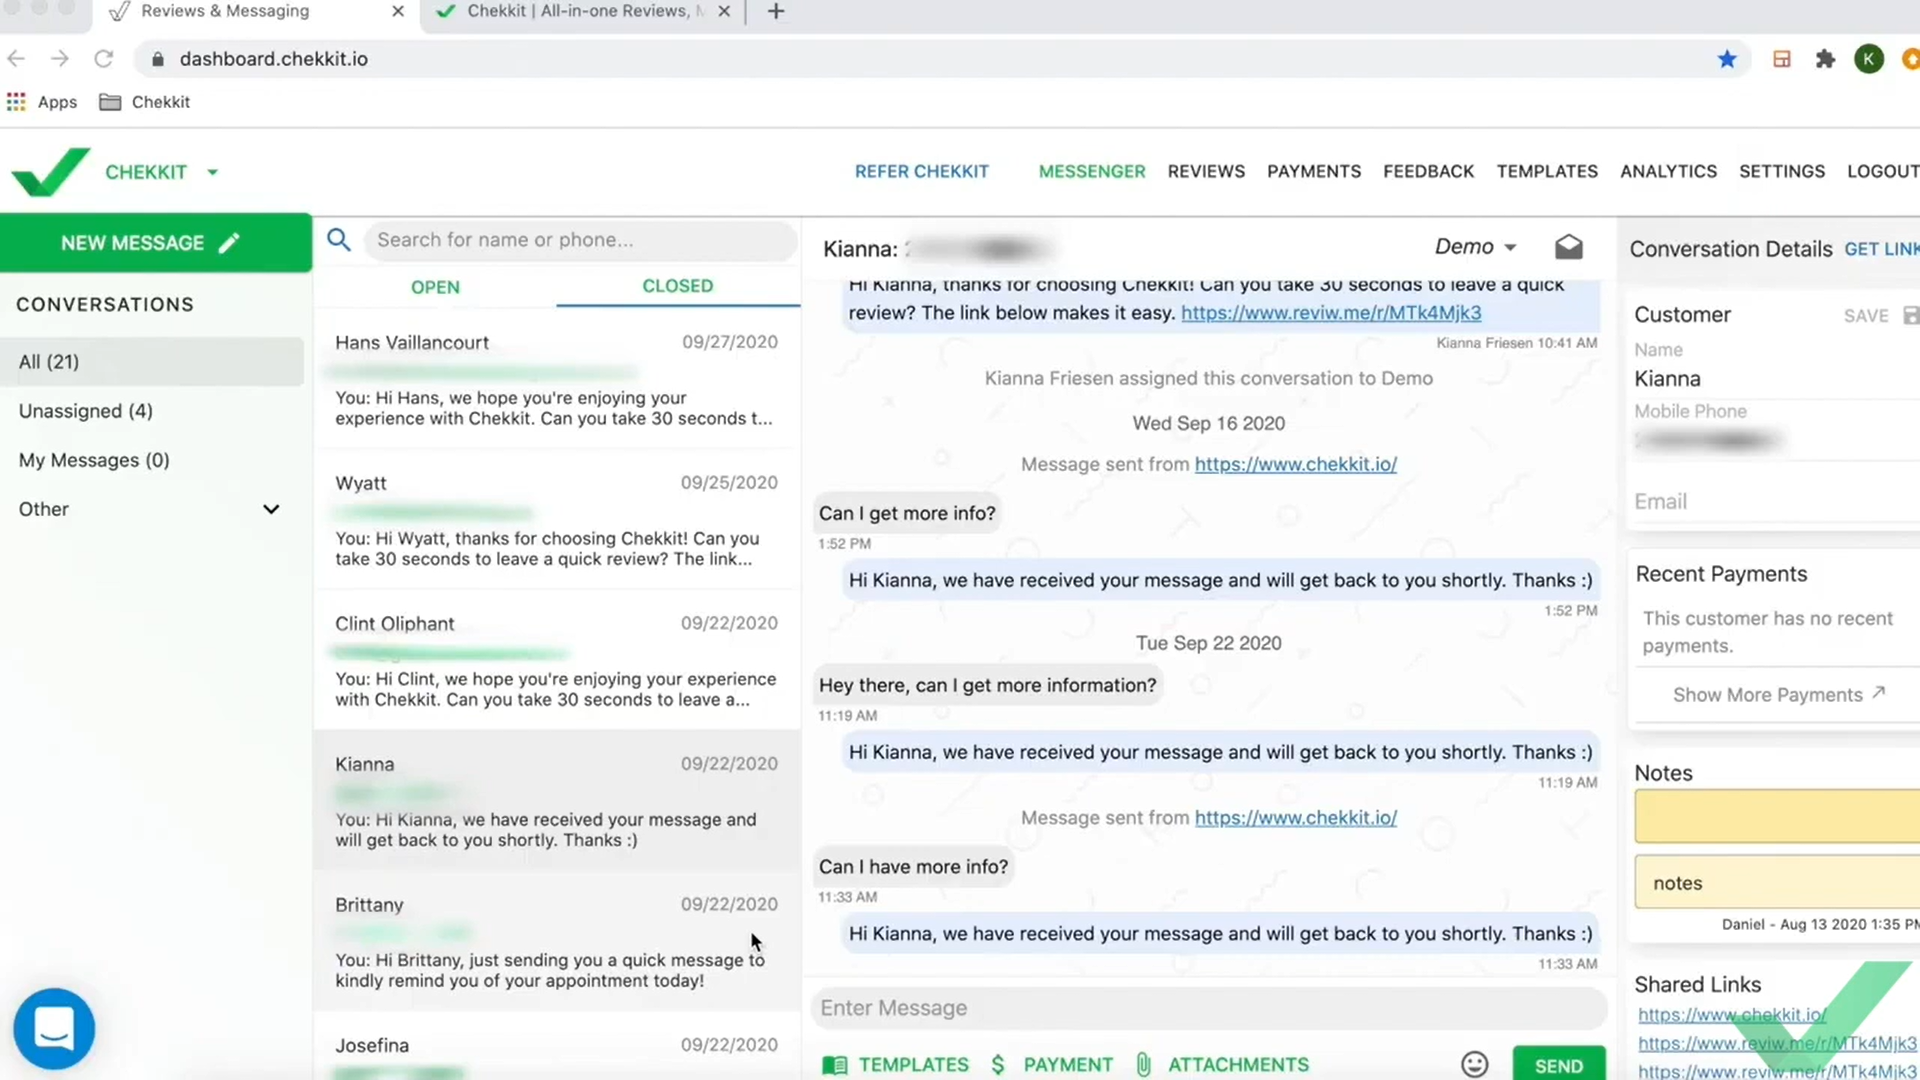 Reviews & Messaging
Chekkit | All-in-one Reviews,
dashboard.chekkit.io
K
Apps
Chekkit
CHEKKIT
REFER CHEKKIT
MESSENGER
REVIEWS
PAYMENTS
FEEDBACK
TEMPLATES
ANALYTICS
SETTINGS
LOGOUT
NEW MESSAGE
CONVERSATIONS
All (21)
Unassigned (4)
My Messages (0)
Other
Search for name or phone...
OPEN
CLOSED
Hans Vaillancourt
09/27/2020
You: Hi Hans, we hope you're enjoying your
experience with Chekkit. Can you take 30 seconds t...
Wyatt
09/25/2020
You: Hi Wyatt, thanks for choosing Chekkit! Can you
take 30 seconds to leave a quick review? The link...
Clint Oliphant
09/22/2020
You: Hi Clint, we hope you're enjoying your experience
with Chekkit. Can you take 30 seconds to leave a...
Kianna
09/22/2020
You: Hi Kianna, we have received your message and
will get back to you shortly. Thanks :)
Brittany
09/22/2020
You: Hi Brittany, just sending you a quick message to
kindly remind you of your appointment today!
Josefina
09/22/2020
Kianna:
Demo
Hi Kianna, thanks for choosing Chekkit! Can you take 30 seconds to leave a quick
review? The link below makes it easy. https://www.reviw.me/r/MTk4Mjk3
Kianna Friesen 10:41 AM
Kianna Friesen assigned this conversation to Demo
Wed Sep 16 2020
Message sent from https://www.chekkit.io/
Can I get more info?
1:52 PM
Hi Kianna, we have received your message and will get back to you shortly. Thanks :)
1:52 PM
Tue Sep 22 2020
Hey there, can I get more information?
11:19 AM
Hi Kianna, we have received your message and will get back to you shortly. Thanks :)
11:19 AM
Message sent from https://www.chekkit.io/
Can I have more info?
11:33 AM
Hi Kianna, we have received your message and will get back to you shortly. Thanks :)
11:33 AM
Enter Message
TEMPLATES
$ PAYMENT
ATTACHMENTS
SEND
Conversation Details
GET LINK
Customer
SAVE
Name
Kianna
Mobile Phone
Email
Recent Payments
This customer has no recent
payments.
Show More Payments
Notes
notes
Daniel - Aug 13 2020 1:35 PM
Shared Links
https://www.chekkit.io/
https://www.reviw.me/r/MTk4Mjk3
https://www.reviw.me/r/MTk4Mjk3